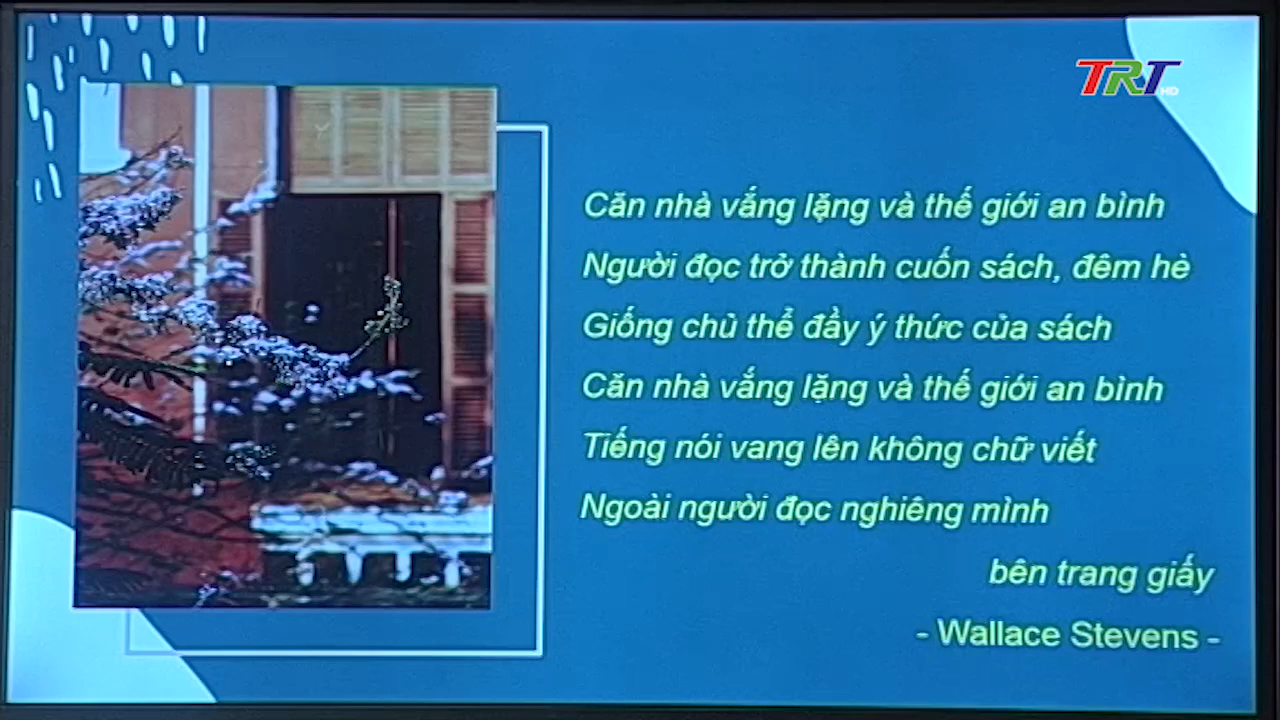 TRT HD
Căn nhà vắng lặng và thế giới an bình
Người đọc trở thành cuốn sách, đêm hè
Giống chủ thể đầy ý thức của sách
Căn nhà vắng lặng và thế giới an bình
Tiếng nói vang lên không chữ viết
Ngoài người đọc nghiêng mình
bên trang giấy
- Wallace Stevens -